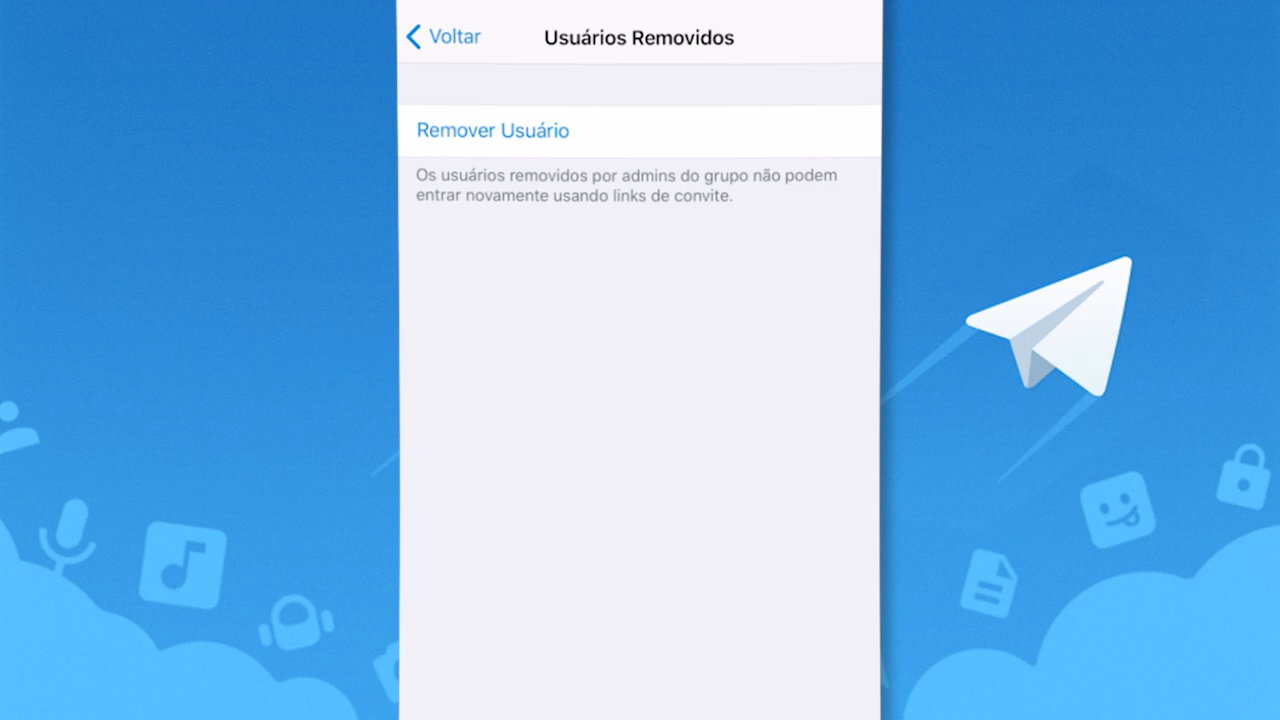 Voltar
Usuários Removidos
Remover Usuário
Os usuários removidos por admins do grupo não podem
entrar novamente usando links de convite.